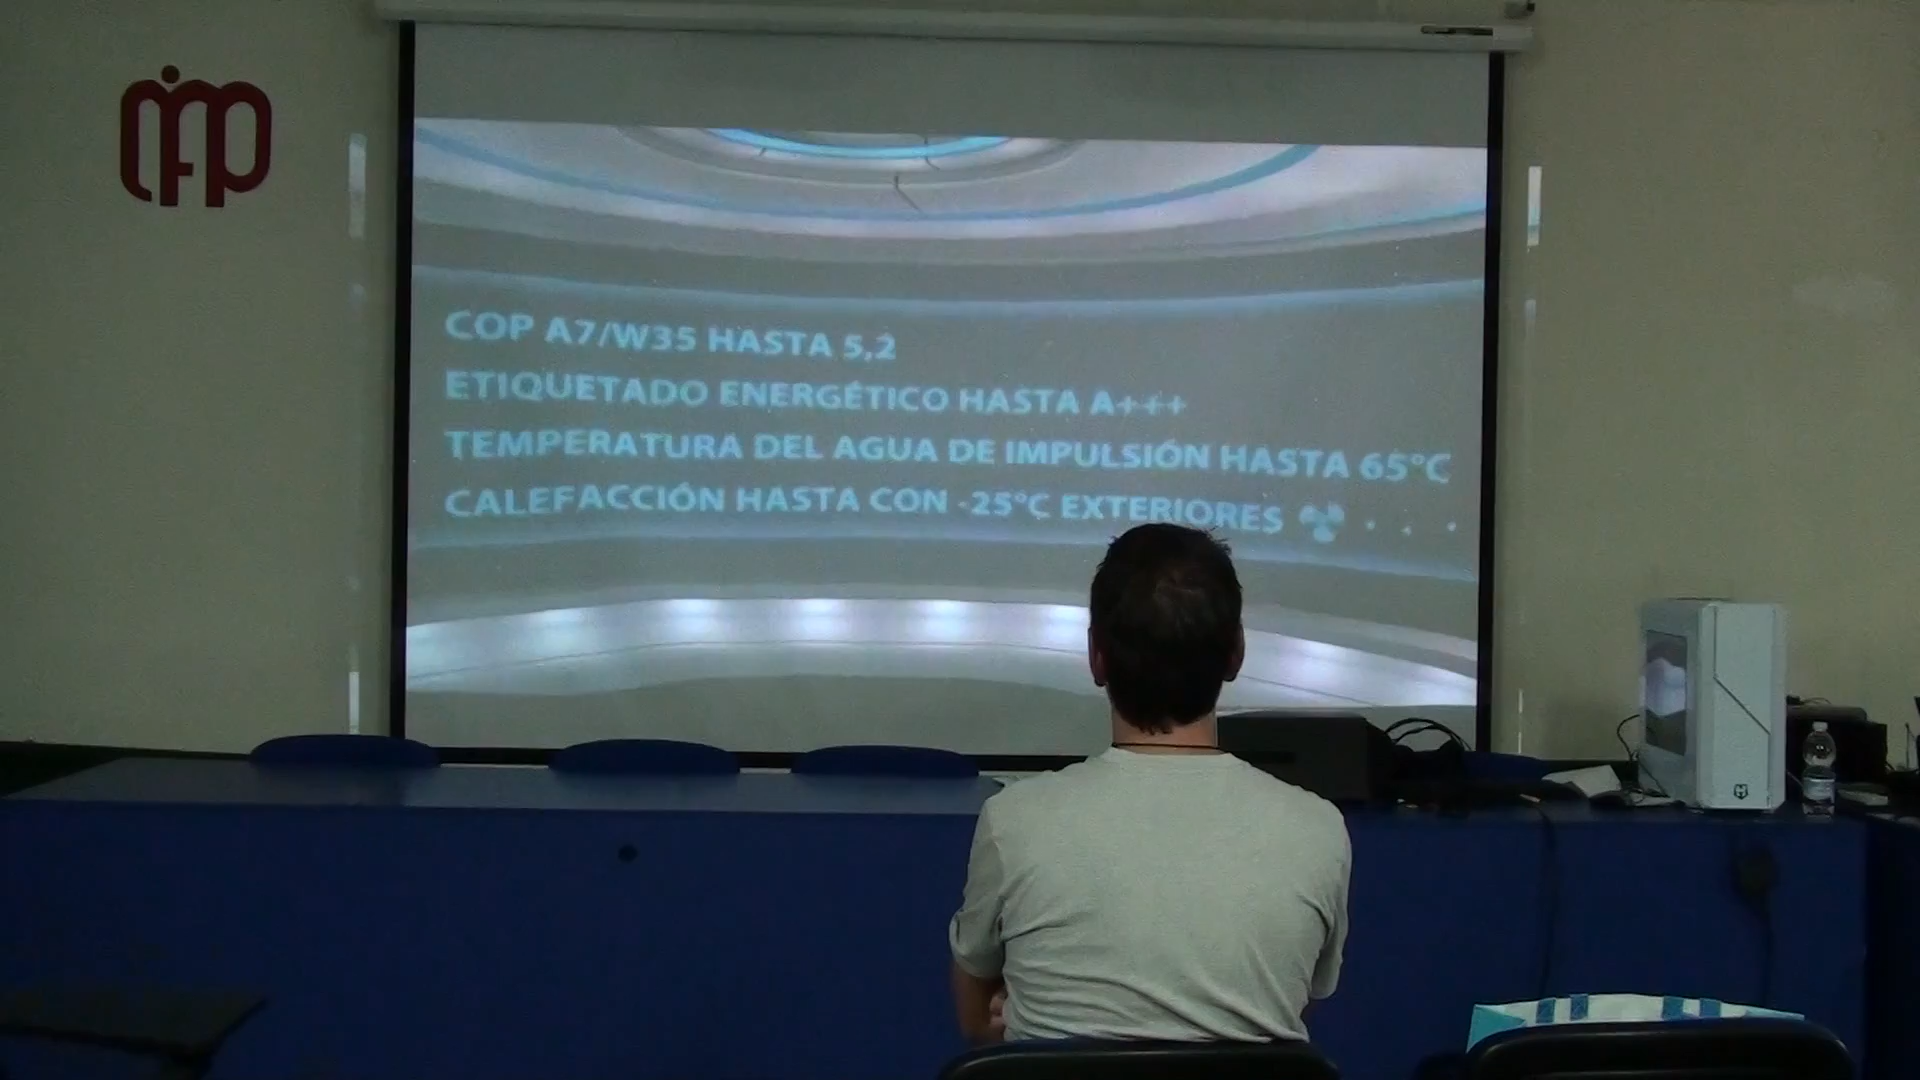 ifp
COP A7/W35 HASTA 5,2
ETIQUETADO ENERGÉTICO HASTA A+++
TEMPERATURA DEL AGUA DE IMPULSIÓN HASTA 65°C
CALEFACCIÓN HASTA CON -25°C EXTERIORES